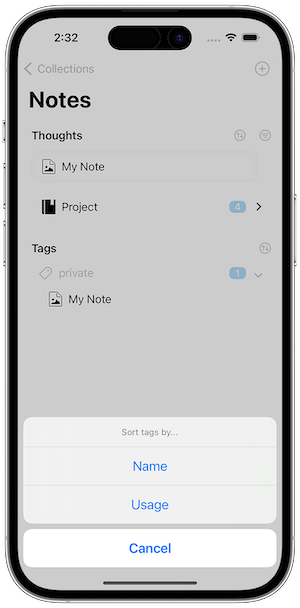 2:32
Collections
Notes
Thoughts
My Note
Project
4
Tags
private
1
My Note
Sort tags by...
Name
Usage
Cancel